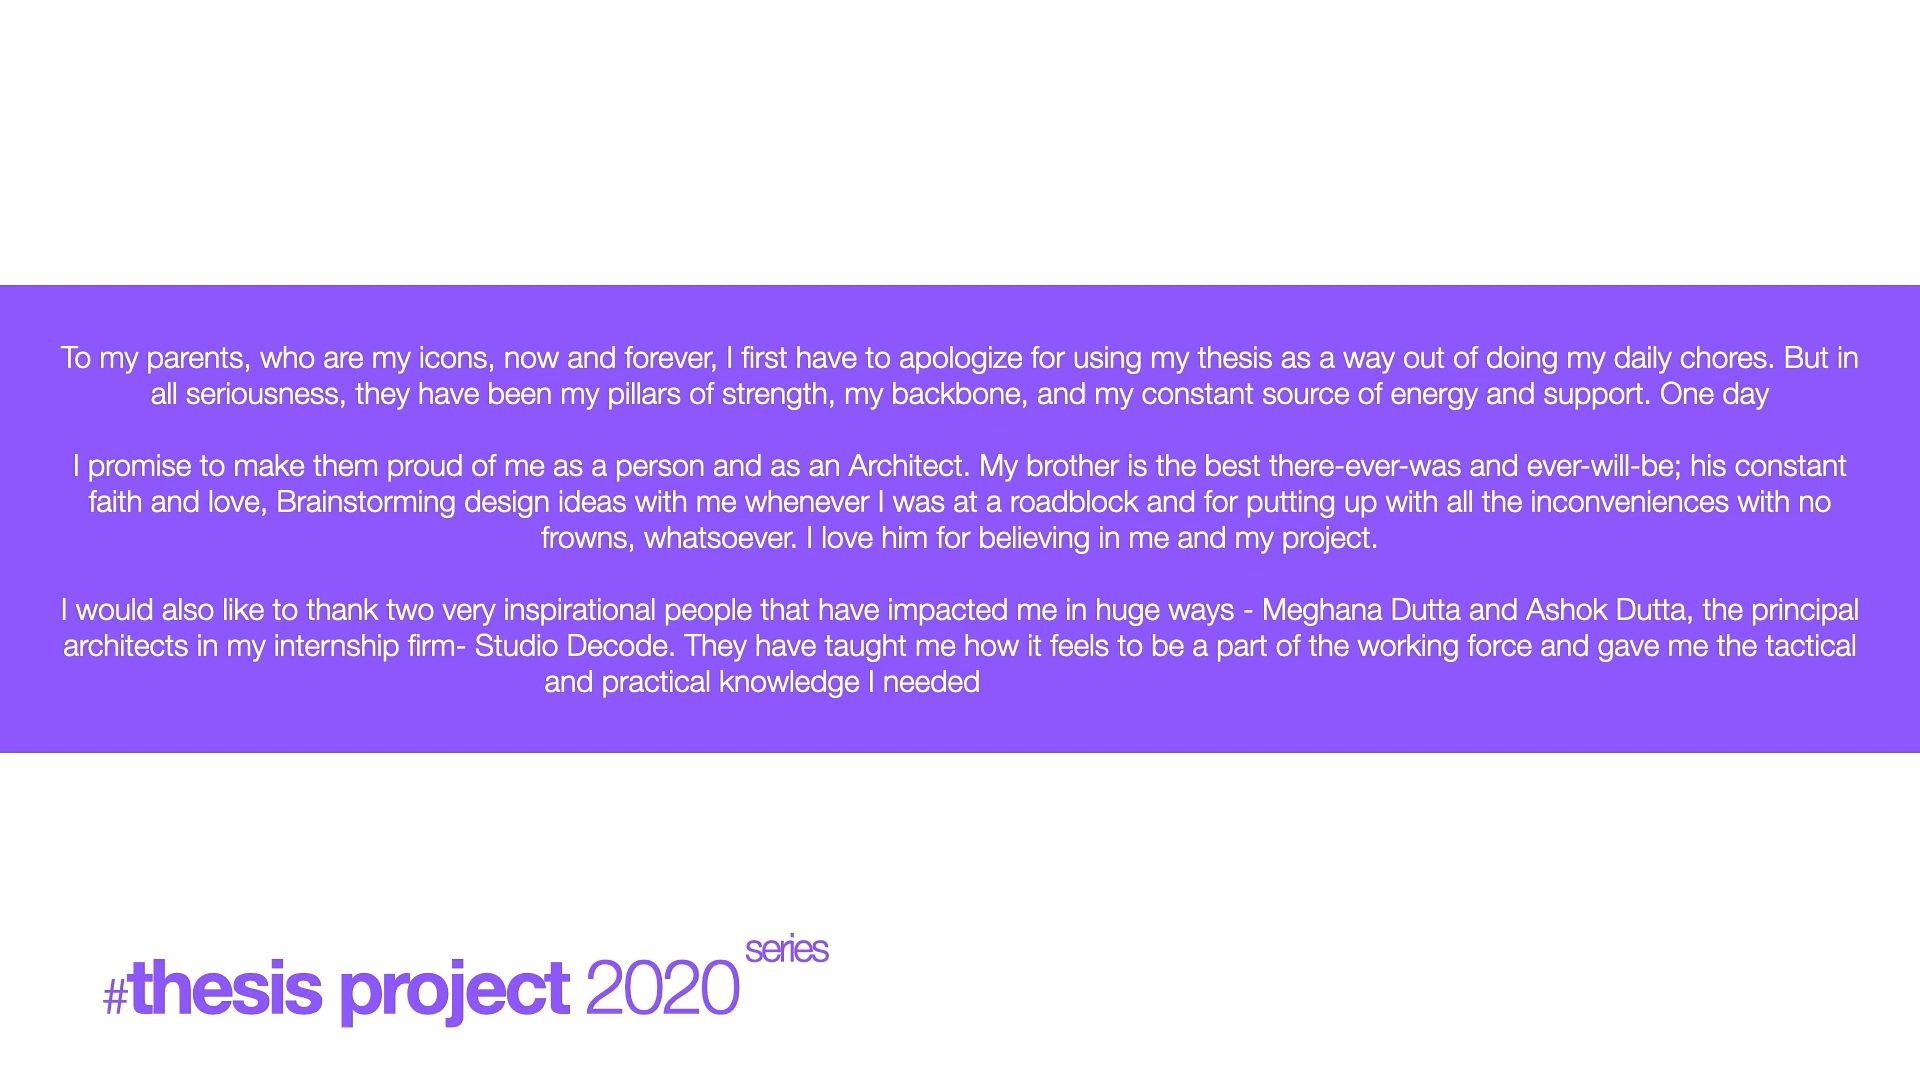 To my parents, who are my icons, now and forever, I first have to apologize for using my thesis as a way out of doing my daily chores. But in
all seriousness, they have been my pillars of strength, my backbone, and my constant source of energy and support. One day
I promise to make them proud of me as a person and as an Architect. My brother is the best there-ever-was and ever-will-be; his constant
faith and love, Brainstorming design ideas with me whenever I was at a roadblock and for putting up with all the inconveniences with no
frowns, whatsoever. I love him for believing in me and my project.
I would also like to thank two very inspirational people that have impacted me in huge ways - Meghana Dutta and Ashok Dutta, the principal
architects in my internship firm- Studio Decode. They have taught me how it feels to be a part of the working force and gave me the tactical
and practical knowledge I needed
#thesis project 2020 series